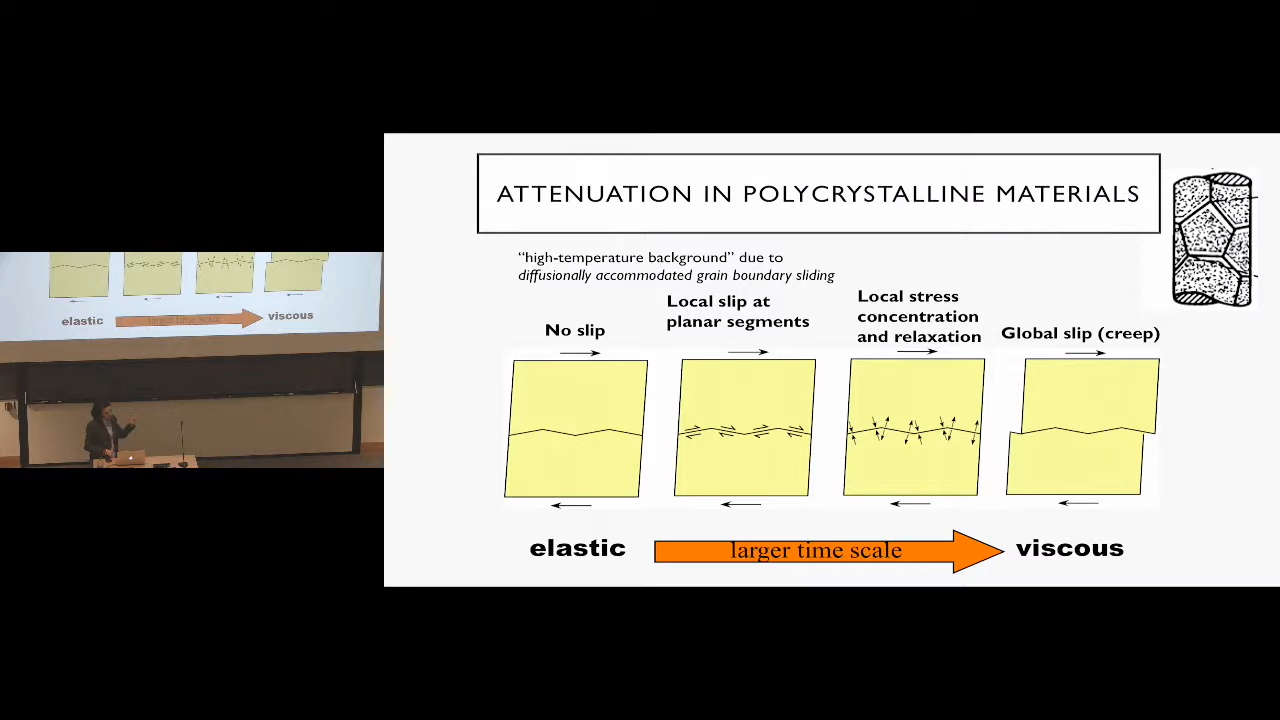 ATTENUATION IN POLYCRYSTALLINE MATERIALS
“high-temperature background” due to
diffusionally accommodated grain boundary sliding
No slip
Local slip at
planar segments
Local stress
concentration
and relaxation
Global slip (creep)
elastic
larger time scale
viscous
elastic
larger time scale
viscous